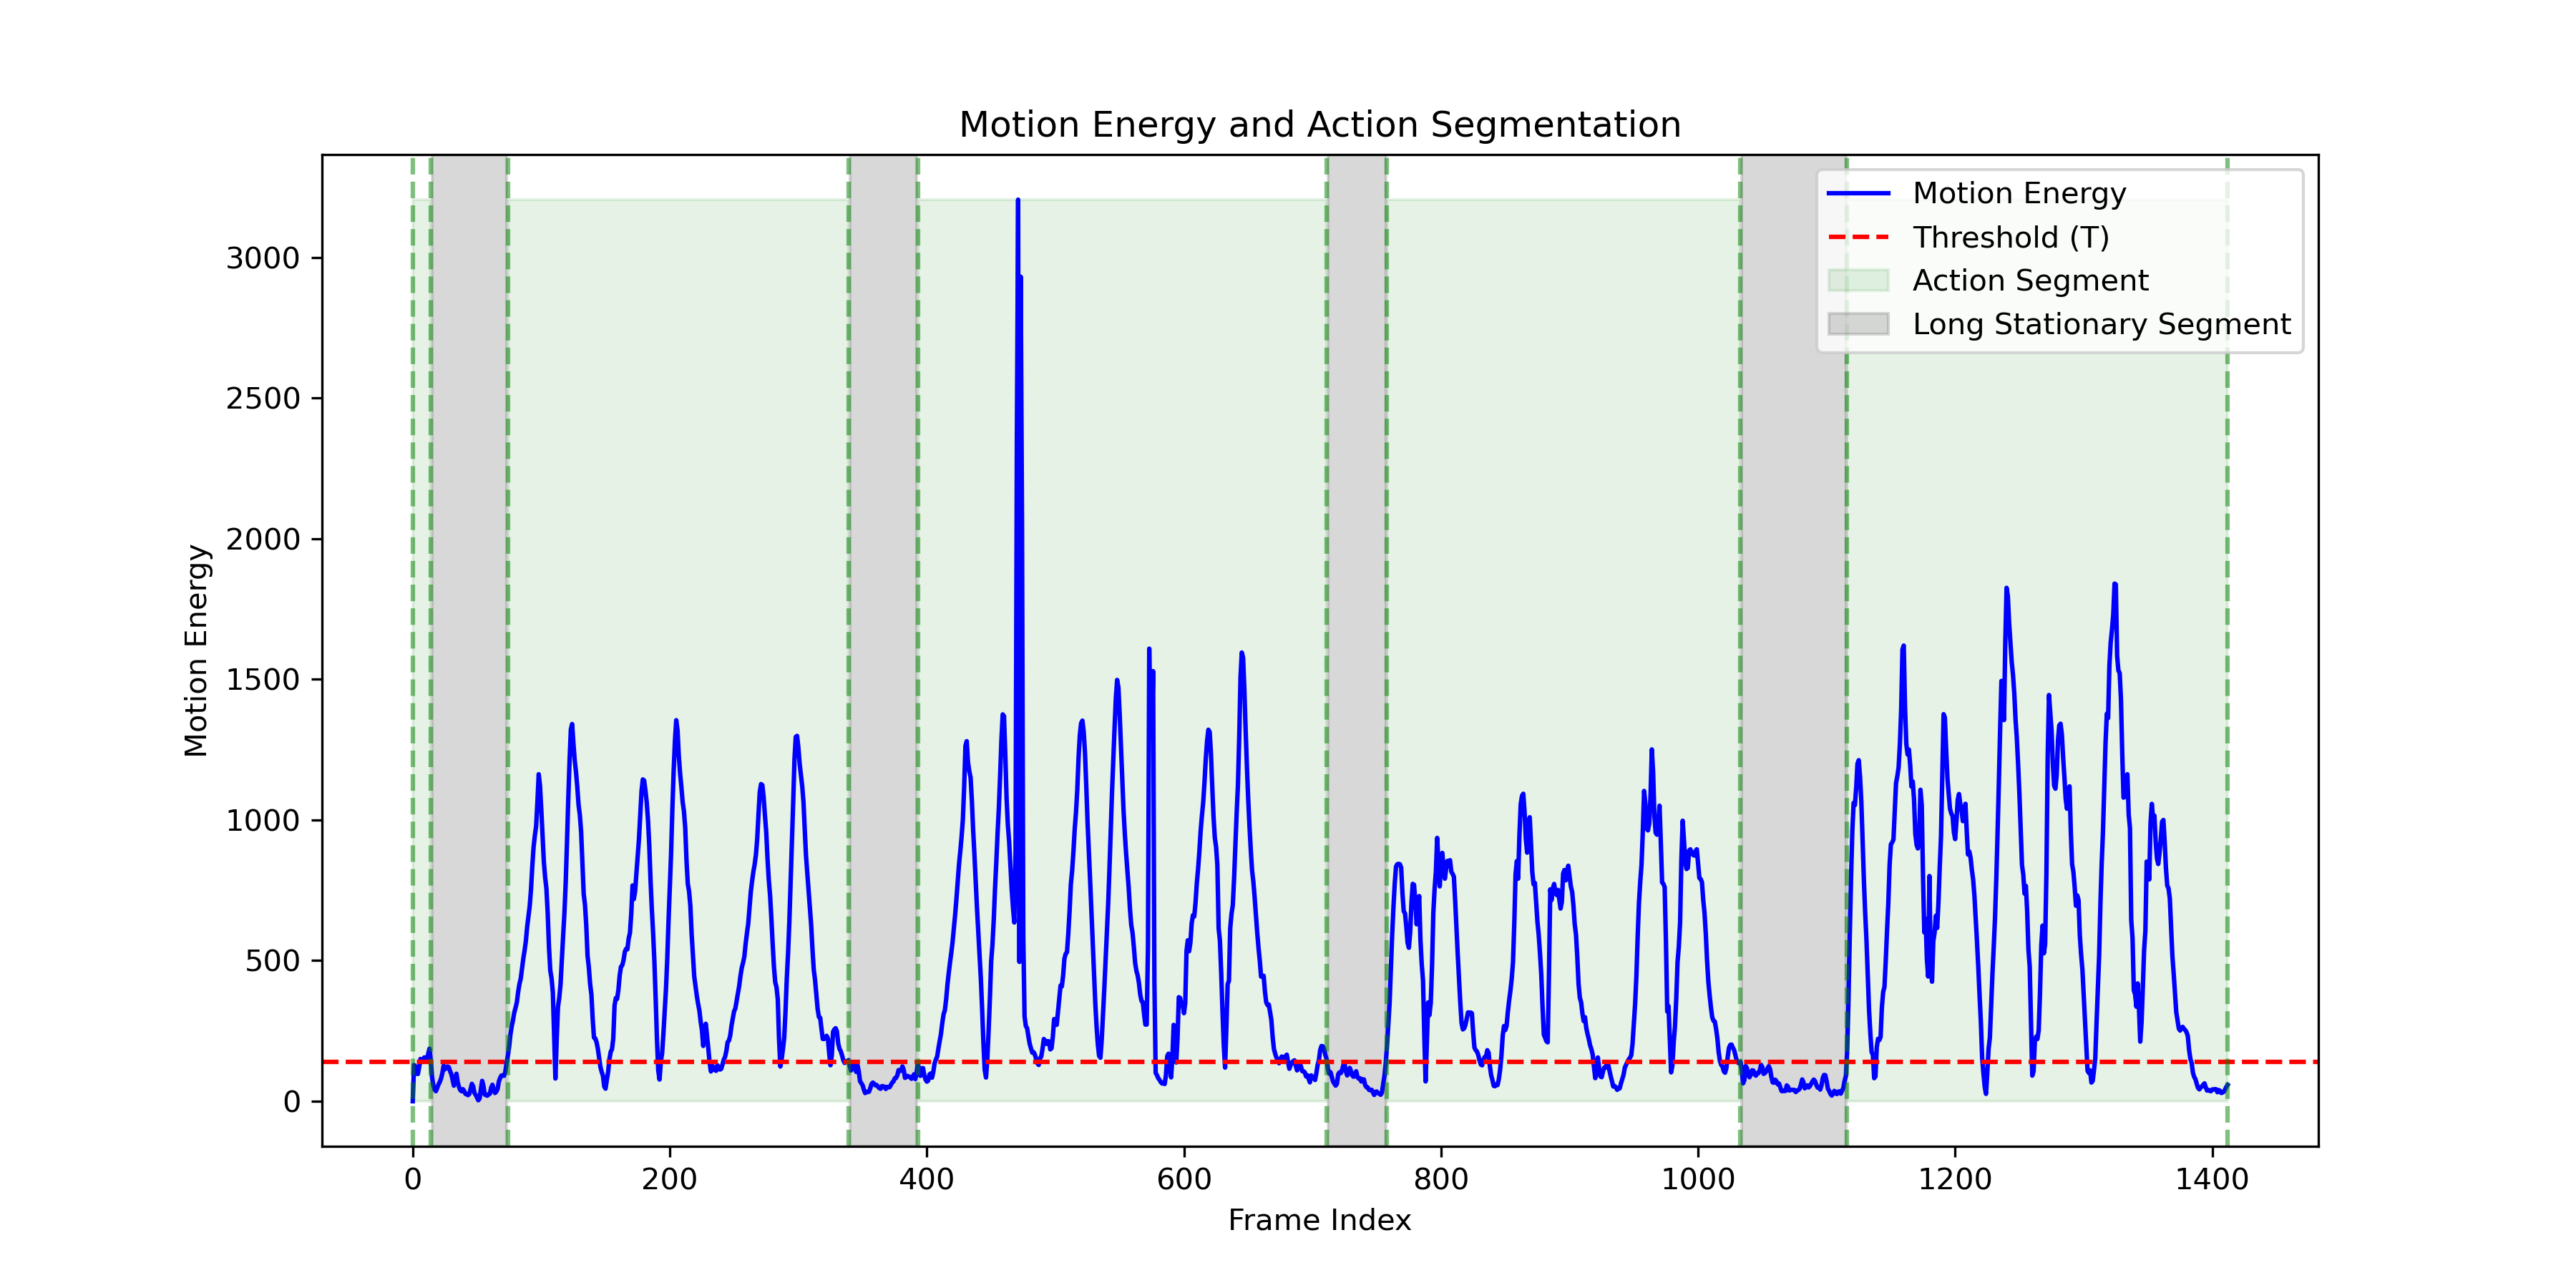 Motion Energy and Action Segmentation
Motion Energy
Threshold (T)
Action Segment
Long Stationary Segment
3000
2500
2000
1500
1000
500
0
Motion Energy
0 200 400 600 800 1000 1200 1400
Frame Index